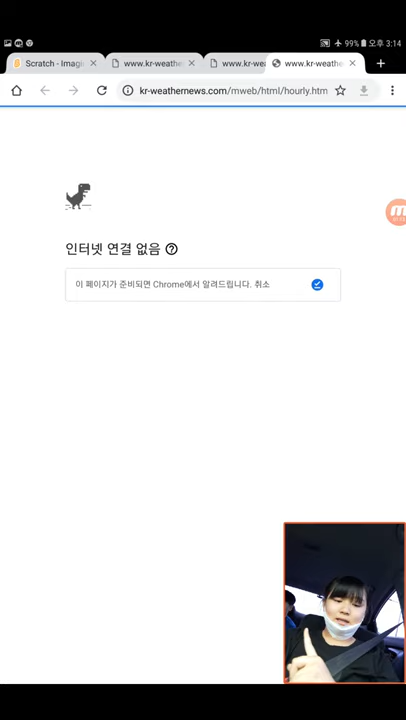 99% 오후 3:14
Scratch - Imagi
www.kr-weathe
www.kr-wea
www.kr-weathe
kr-weathernews.com/mweb/html/hourly.htm
인터넷 연결 없음
이 페이지가 준비되면 Chrome에서 알려드립니다. 취소